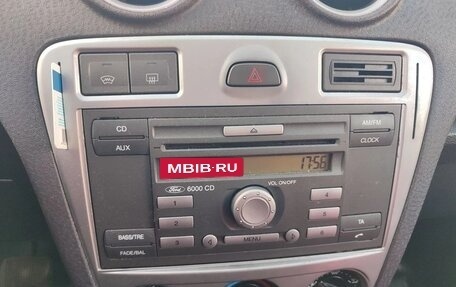 CD
AM/FM
AUX
CLOCK
MBIB-RU
17:56
Ford 6000 CD
VOL ON/OFF
1
4
2
5
3
6
BASS/TRE
MENU
TA
FADE/BAL